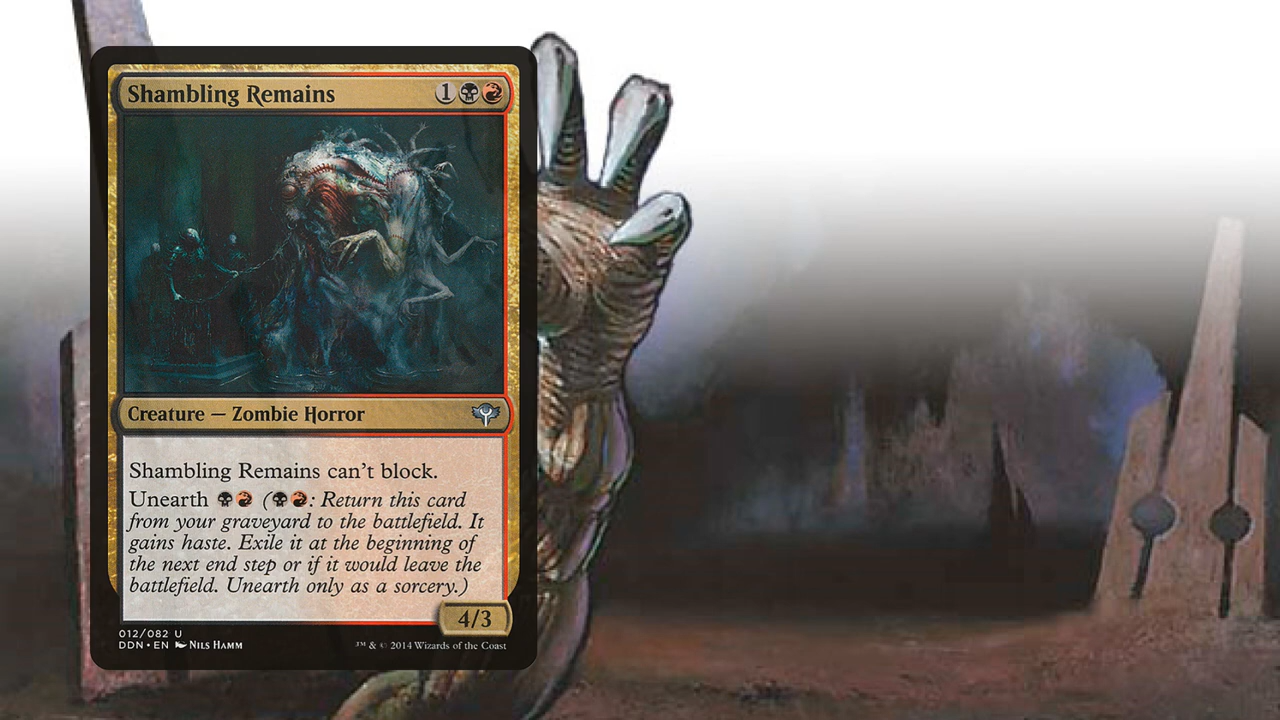 Shambling Remains 1
Creature — Zombie Horror
Shambling Remains can't block.
Unearth (: Return this card
from your graveyard to the battlefield. It
gains haste. Exile it at the beginning of
the next end step or if it would leave the
battlefield. Unearth only as a sorcery.)
4/3
012/082 U
DDN • EN NILS HAMM
™ & © 2014 Wizards of the Coast